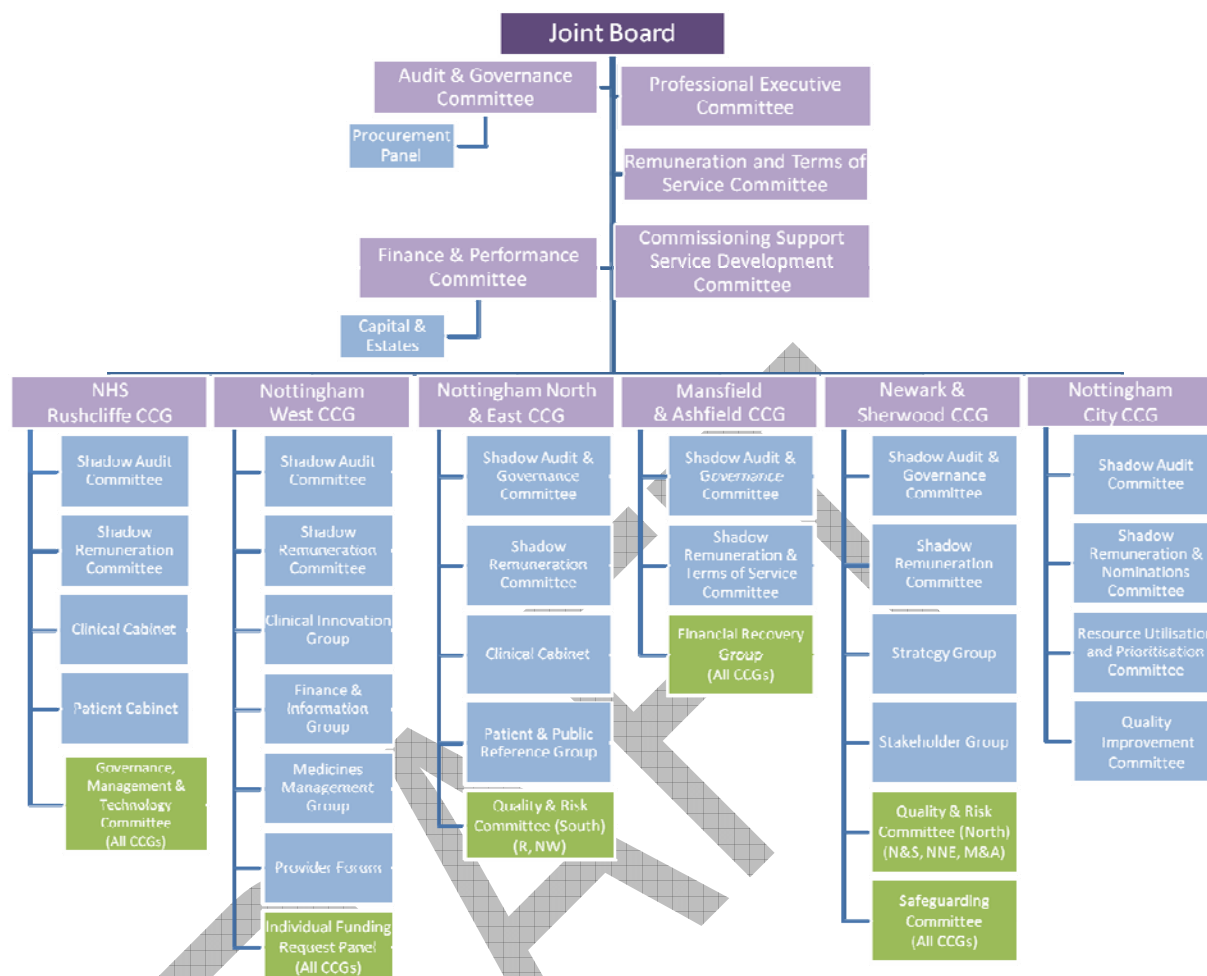 Joint Board
Audit & Governance
Committee
Professional Executive
Committee
Procurement
Panel
Remuneration and Terms of
Service Committee
Finance & Performance
Committee
Commissioning Support
Service Development
Committee
Capital &
Estates
NHS
Rushcliffe CCG
Shadow Audit
Committee
Shadow
Remuneration
Committee
Clinical Cabinet
Patient Cabinet
Governance,
Management &
Technology
Committee
(All CCGs)
Nottingham
West CCG
Shadow Audit
Committee
Shadow
Remuneration
Committee
Clinical Innovation
Group
Finance &
Information
Group
Medicines
Management
Group
Provider Forum
Individual Funding
Request Panel
(All CCGs)
Nottingham North
& East CCG
Shadow Audit &
Governance
Committee
Shadow
Remuneration
Committee
Clinical Cabinet
Patient & Public
Reference Group
Quality & Risk
Committee (South)
(R, NW)
Mansfield
& Ashfield CCG
Shadow Audit &
Governance
Committee
Shadow
Remuneration &
Terms of Service
Committee
Financial Recovery
Group
(All CCGs)
Newark &
Sherwood CCG
Shadow Audit &
Governance
Committee
Shadow
Remuneration
Committee
Strategy Group
Stakeholder Group
Quality & Risk
Committee (North)
(N&S, NNE, M&A)
Safeguarding
Committee
(All CCGs)
Nottingham
City CCG
Shadow Audit
Committee
Shadow
Remuneration &
Nominations
Committee
Resource Utilisation
and Prioritisation
Committee
Quality
Improvement
Committee